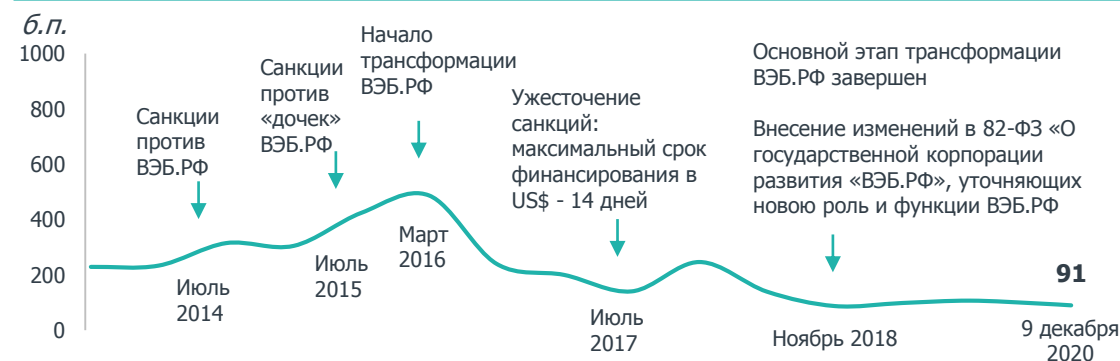 б.п.
1000
800
600
400
200
0
Санкции
против
ВЭБ.РФ
Июль
2014
Санкции
против
«дочек»
ВЭБ.РФ
Июль
2015
Начало
трансформации
ВЭБ.РФ
Март
2016
Ужесточение
санкций:
максимальный срок
финансирования в
US$ - 14 дней
Июль
2017
Основной этап трансформации
ВЭБ.РФ завершен
Внесение изменений в 82-ФЗ «О
государственной корпорации
развития «ВЭБ.РФ», уточняющих
новою роль и функции ВЭБ.РФ
Ноябрь 2018
91
9 декабря
2020